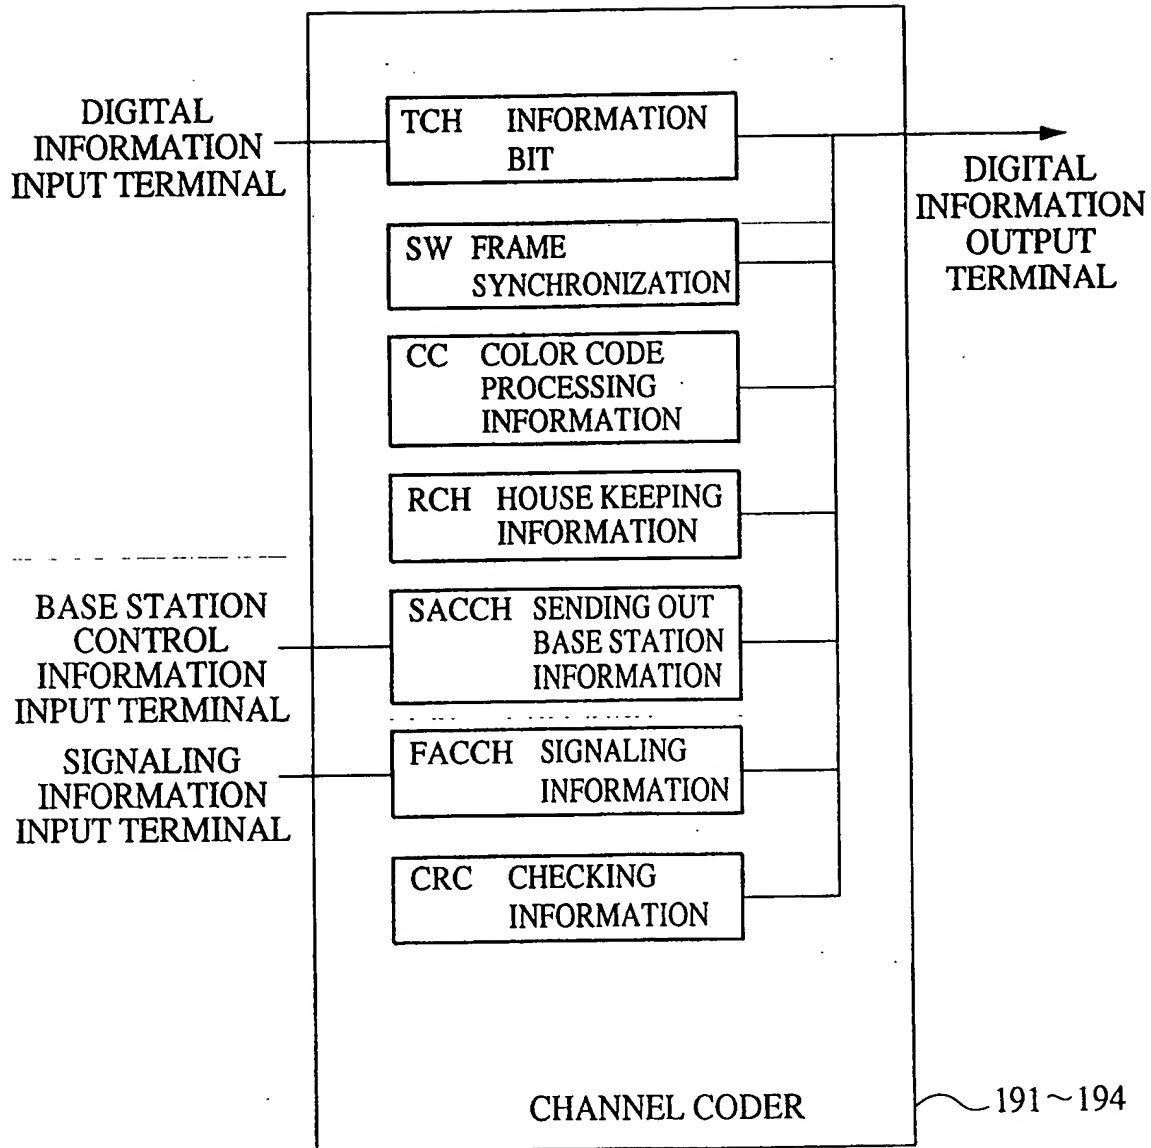 DIGITAL
INFORMATION
INPUT TERMINAL
TCH INFORMATION
BIT
DIGITAL
INFORMATION
OUTPUT
TERMINAL
SW FRAME
SYNCHRONIZATION
CC COLOR CODE
PROCESSING
INFORMATION
RCH HOUSE KEEPING
INFORMATION
BASE STATION
CONTROL
INFORMATION
INPUT TERMINAL
SACCH SENDING OUT
BASE STATION
INFORMATION
SIGNALING
INFORMATION
INPUT TERMINAL
FACCH SIGNALING
INFORMATION
CRC CHECKING
INFORMATION
CHANNEL CODER
191~194